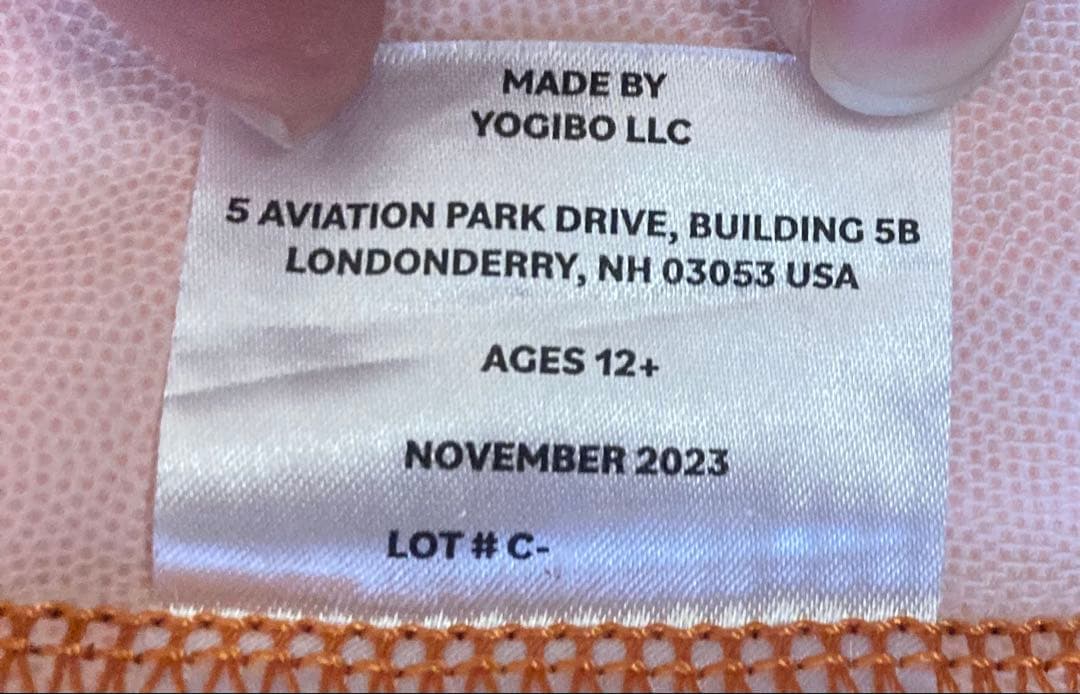 MADE BY
YOGIBO LLC
5 AVIATION PARK DRIVE, BUILDING 5B
LONDONDERRY, NH 03053 USA
AGES 12+
NOVEMBER 2023
LOT # C-